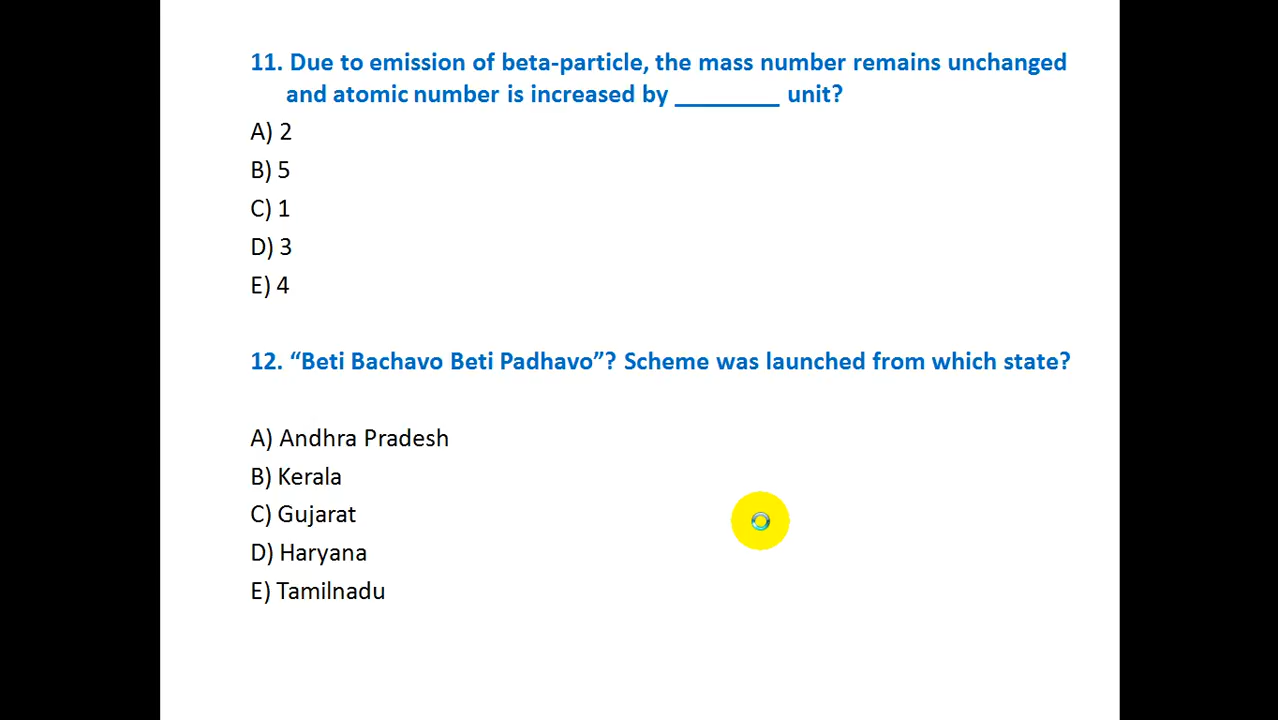 11. Due to emission of beta-particle, the mass number remains unchanged
and atomic number is increased by ________ unit?
A) 2
B) 5
C) 1
D) 3
E) 4
12. “Beti Bachavo Beti Padhavo”? Scheme was launched from which state?
A) Andhra Pradesh
B) Kerala
C) Gujarat
D) Haryana
E) Tamilnadu